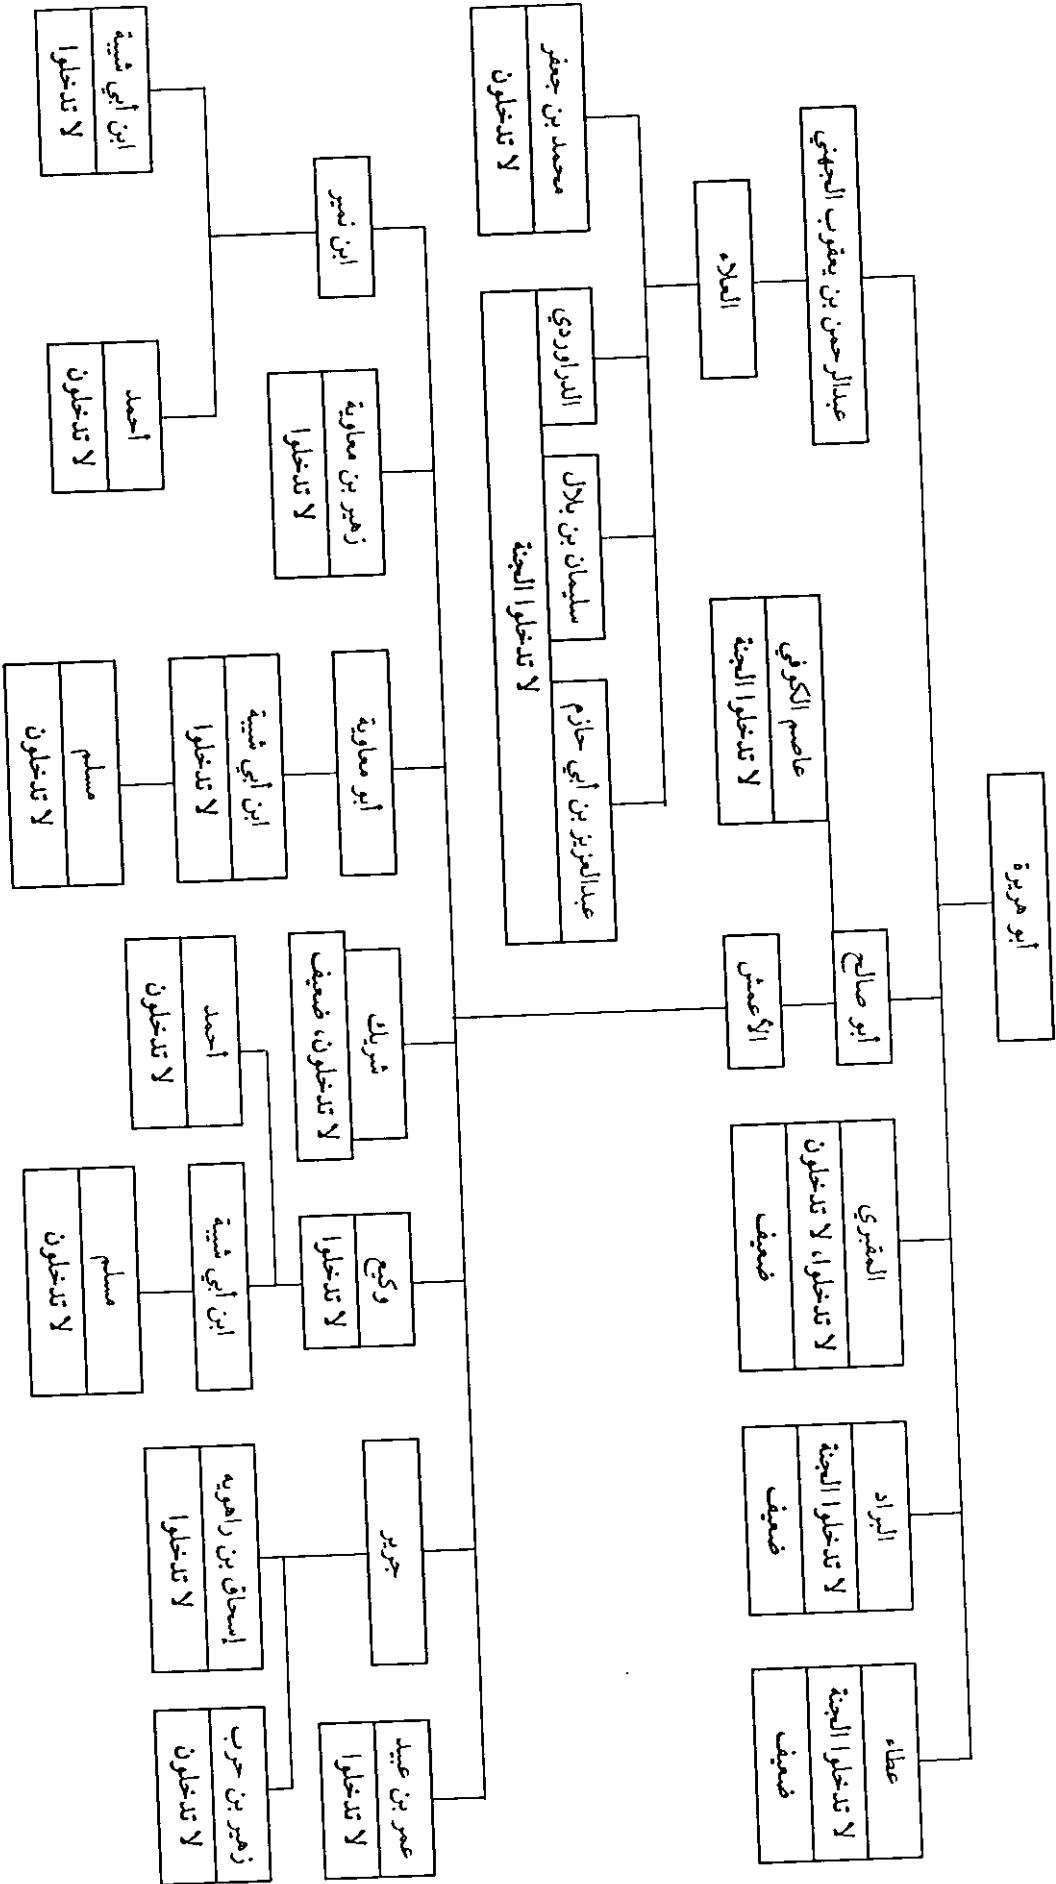 أبو هريرة
عبدالرحمن بن يعقوب الجهني
أبو صالح
المقبري
لا تدخلوا، لا تدخلون
ضعيف
البراد
لا تدخلوا الجنة
ضعيف
عطاء
لا تدخلوا الجنة
ضعيف
العلاء
عاصم الكوفي
لا تدخلوا الجنة
الأعمش
محمد بن جعفر
لا تدخلون
الدراوردي
سليمان بن بلال
عبدالعزيز بن أبي حازم
لا تدخلوا الجنة
ابن نمير
زهير بن معاوية
لا تدخلوا
أبو معاوية
شريك
لا تدخلون، ضعيف
وكيع
لا تدخلوا
جرير
عمر بن عبيد
لا تدخلوا
ابن أبي شيبة
لا تدخلوا
أحمد
لا تدخلون
ابن أبي شيبة
لا تدخلوا
مسلم
لا تدخلون
أحمد
لا تدخلون
ابن أبي شيبة
مسلم
لا تدخلون
إسحاق بن راهويه
لا تدخلوا
زهير بن حرب
لا تدخلون